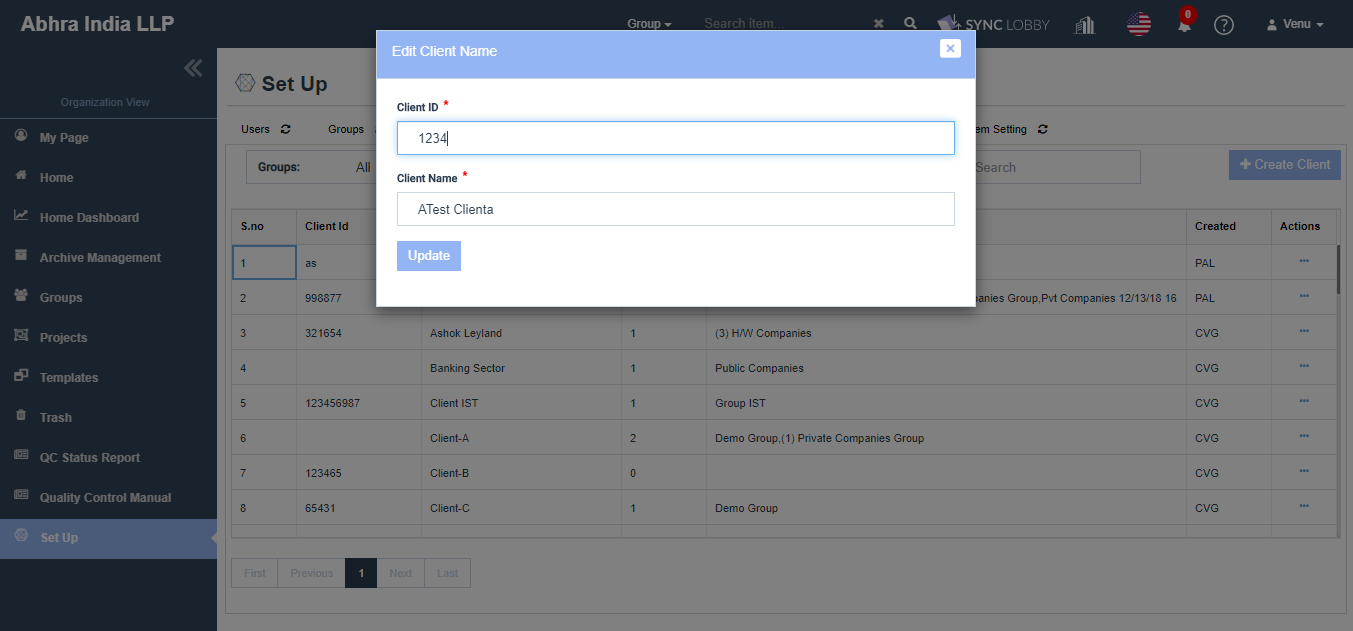 Abhra India LLP
Group
Search item...
SYNC LOBBY
0
Venu
Organization View
My Page
Home
Home Dashboard
Archive Management
Groups
Projects
Templates
Trash
QC Status Report
Quality Control Manual
Set Up
Set Up
Users
Groups
em Setting
Groups:
All
Search
Create Client
Edit Client Name
Client ID *
1234
Client Name *
ATest Clienta
Update
S.no Client Id Created Actions
1 as PAL
2 998877 anies Group,Pvt Companies 12/13/18 16 PAL
3 321654 Ashok Leyland 1 (3) H/W Companies CVG
4 Banking Sector 1 Public Companies CVG
5 123456987 Client IST 1 Group IST CVG
6 Client-A 2 Demo Group,(1) Private Companies Group CVG
7 123465 Client-B 0 CVG
8 65431 Client-C 1 Demo Group CVG
First Previous 1 Next Last